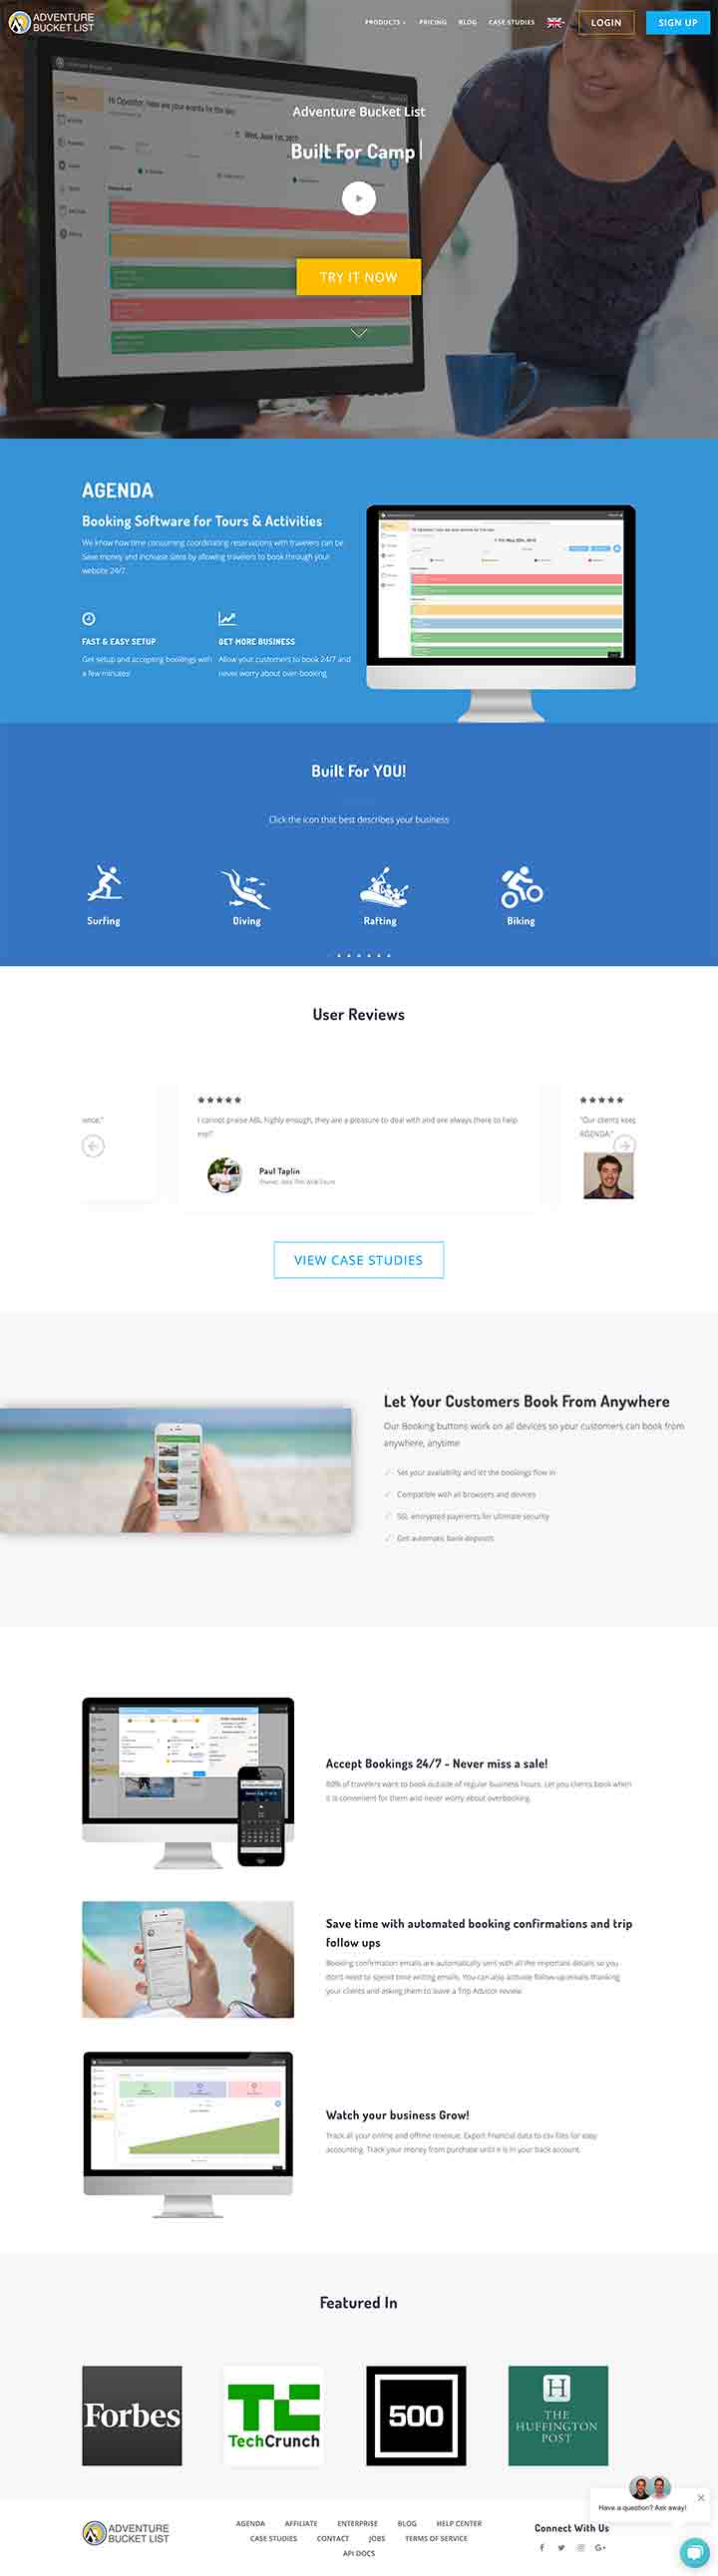 ADVENTURE
BUCKET LIST
PRODUCTS
PRICING
BLOG
CASE STUDIES
LOGIN
SIGN UP
Adventure Bucket List
Built For Camp
TRY IT NOW
AGENDA
Booking Software for Tours & Activities
We know how time consuming coordinating reservations with travelers can be.
Save money and increase sales by allowing travelers to book through your
website 24/7.
FAST & EASY SETUP
Get setup and accepting bookings with
a few minutes!
GET MORE BUSINESS
Allow your customers to book 24/7 and
never worry about over-booking
Built For YOU!
Click the icon that best describes your business
Surfing
Diving
Rafting
Biking
User Reviews
I cannot praise ABL highly enough, they are a pleasure to deal with and are always there to help
Paul Taplin
"Our clients keep
AGENDA."
VIEW CASE STUDIES
Let Your Customers Book From Anywhere
Our Booking buttons work on all devices so your customers can book from
anywhere, anytime
Set your availability and let the bookings flow in
Compatible with all browsers and devices
SSL encrypted payments for ultimate security
Get automatic bank deposits
Accept Bookings 24/7 - Never miss a sale!
80% of travelers want to book outside of regular business hours. Let you clients book when
it is convenient for them and never worry about overbooking.
Save time with automated booking confirmations and trip
follow ups
Booking confirmation emails are automatically sent with all the important details so you
don't need to spend time writing emails. You can also activate follow-up emails thanking
your clients and asking them to leave a Trip Advisor review.
Watch your business Grow!
Track all your online and offline revenue. Export financial data to csv files for easy
accounting. Track your money from purchase until it is in your back account.
Featured In
Forbes
TC
TechCrunch
500
H
THE
HUFFINGTON
POST
Have a question? Ask away!
ADVENTURE
BUCKET LIST
AGENDA
AFFILIATE
ENTERPRISE
BLOG
HELP CENTER
CASE STUDIES
CONTACT
JOBS
TERMS OF SERVICE
API DOCS
Connect With Us